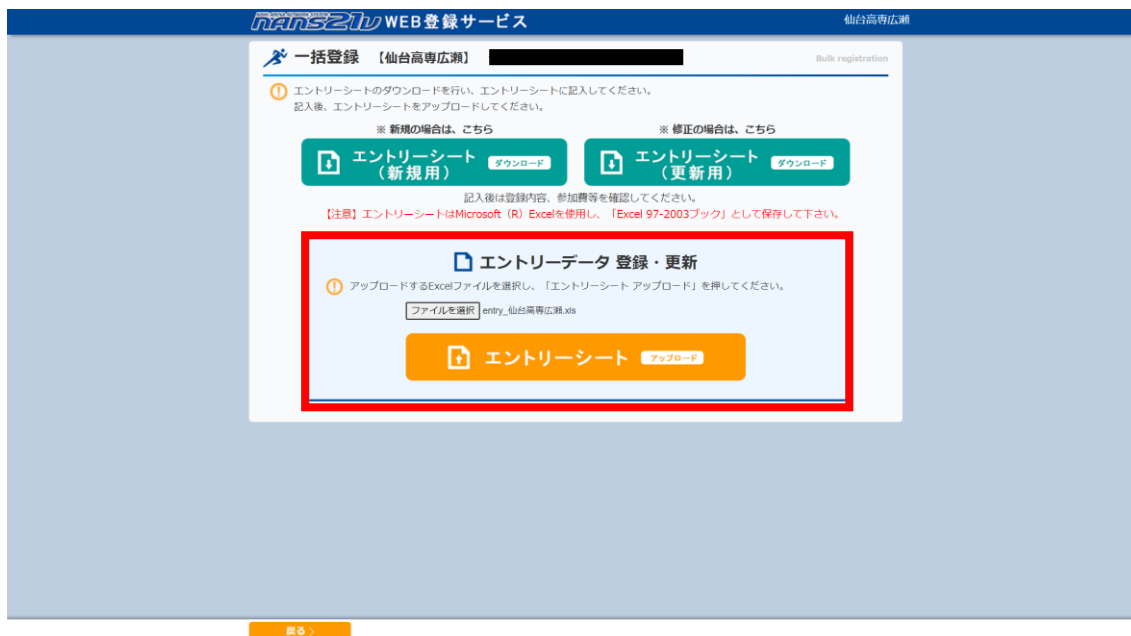 NANS21V WEB登録サービス
仙台高専広瀬
一括登録 【仙台高専広瀬】
Bulk registration
エントリーシートのダウンロードを行い、エントリーシートに記入してください。
記入後、エントリーシートをアップロードしてください。
※ 新規の場合は、こちら
※ 修正の場合は、こちら
エントリーシート
（新規用）
ダウンロード
エントリーシート
（更新用）
ダウンロード
記入後は登録内容、参加費等を確認してください。
【注意】エントリーシートはMicrosoft（R）Excelを使用し、「Excel 97-2003ブック」として保存して下さい。
エントリーデータ 登録・更新
アップロードするExcelファイルを選択し、「エントリーシート アップロード」を押してください。
ファイルを選択 entry_仙台高専広瀬.xls
エントリーシート アップロード
戻る 〉